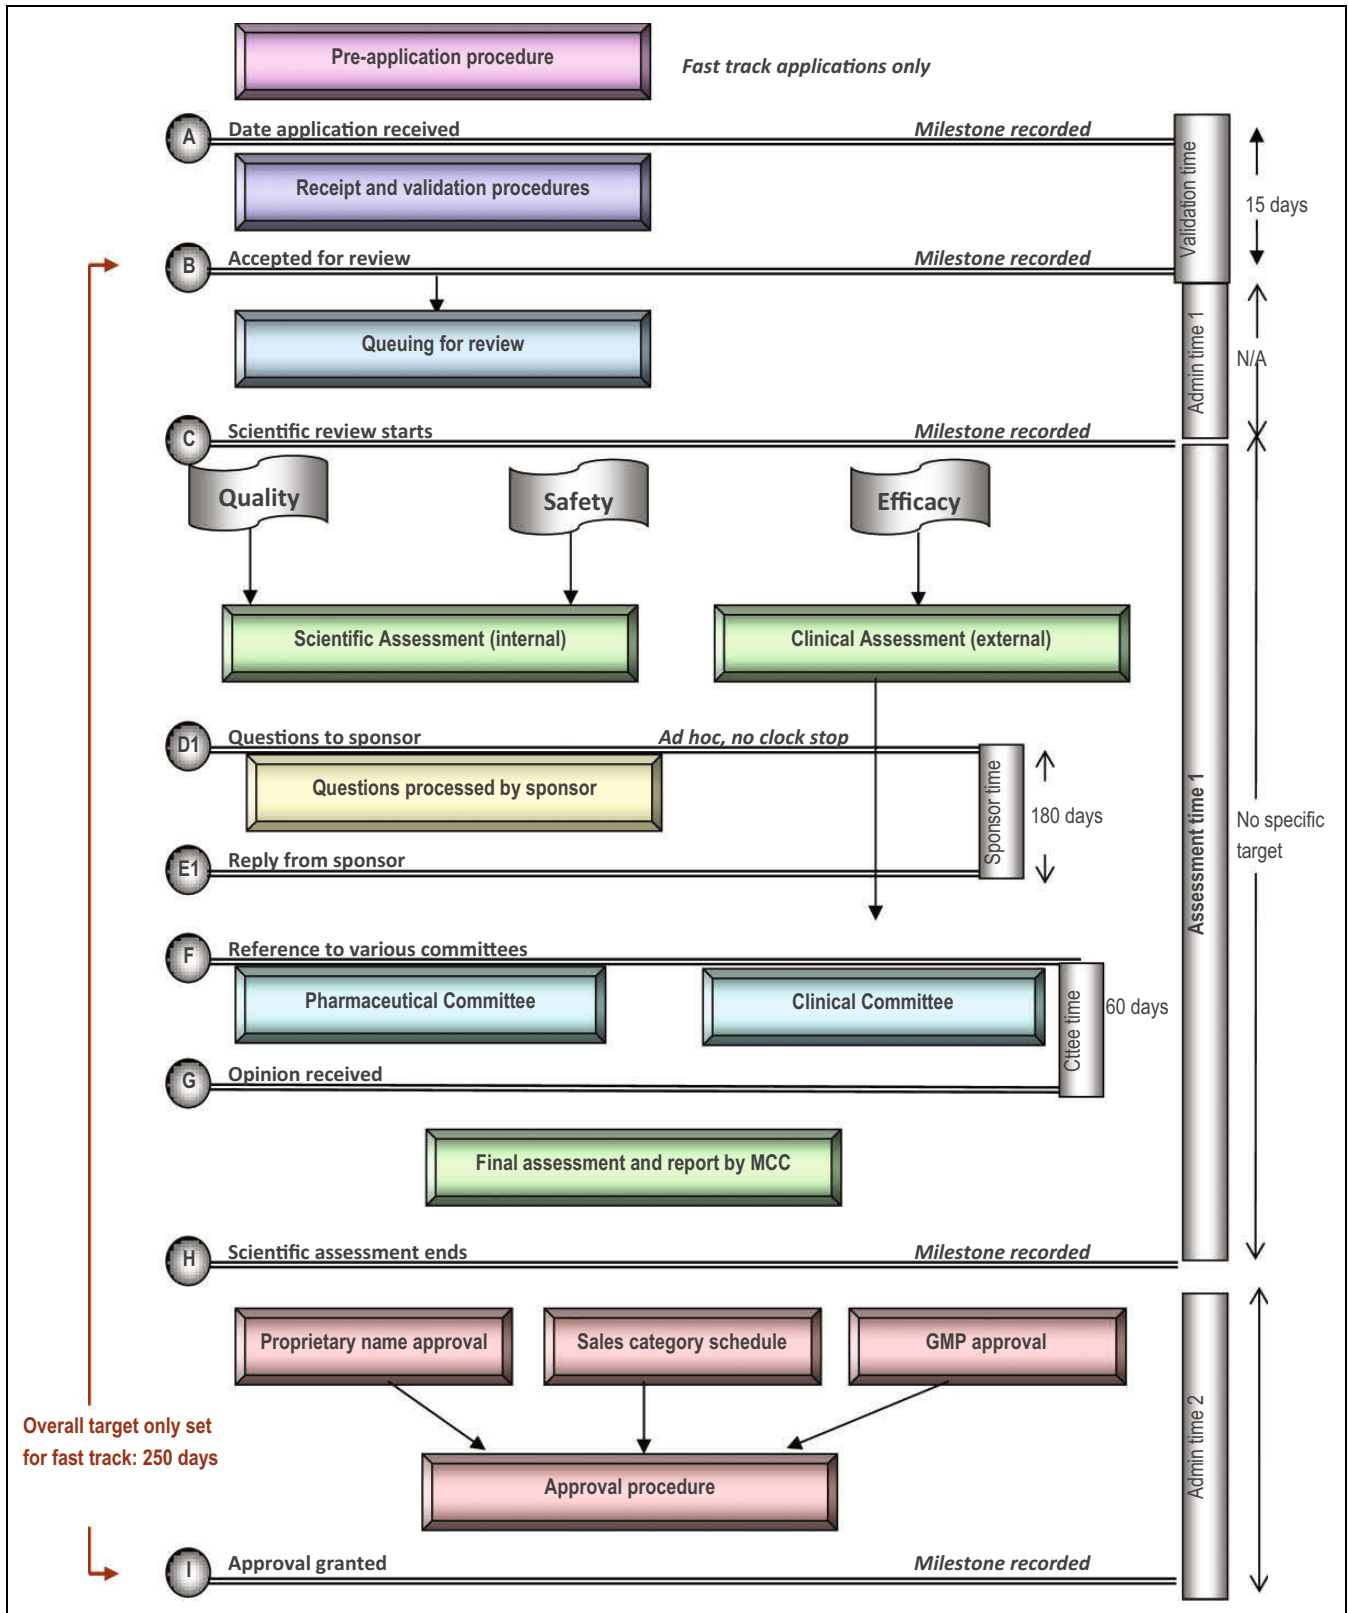 Pre-application procedure
Fast track applications only
A
Date application received
Milestone recorded
Validation time
15 days
Receipt and validation procedures
B
Accepted for review
Milestone recorded
Queuing for review
Admin time 1
N/A
C
Scientific review starts
Milestone recorded
Quality
Safety
Efficacy
Scientific Assessment (internal)
Clinical Assessment (external)
D1
Questions to sponsor
Ad hoc, no clock stop
Questions processed by sponsor
Sponsor time
180 days
Assessment time 1
No specific
target
E1
Reply from sponsor
F
Reference to various committees
Pharmaceutical Committee
Clinical Committee
Cttee time
60 days
G
Opinion received
Final assessment and report by MCC
H
Scientific assessment ends
Milestone recorded
Proprietary name approval
Sales category schedule
GMP approval
Overall target only set
for fast track: 250 days
Admin time 2
Approval procedure
I
Approval granted
Milestone recorded